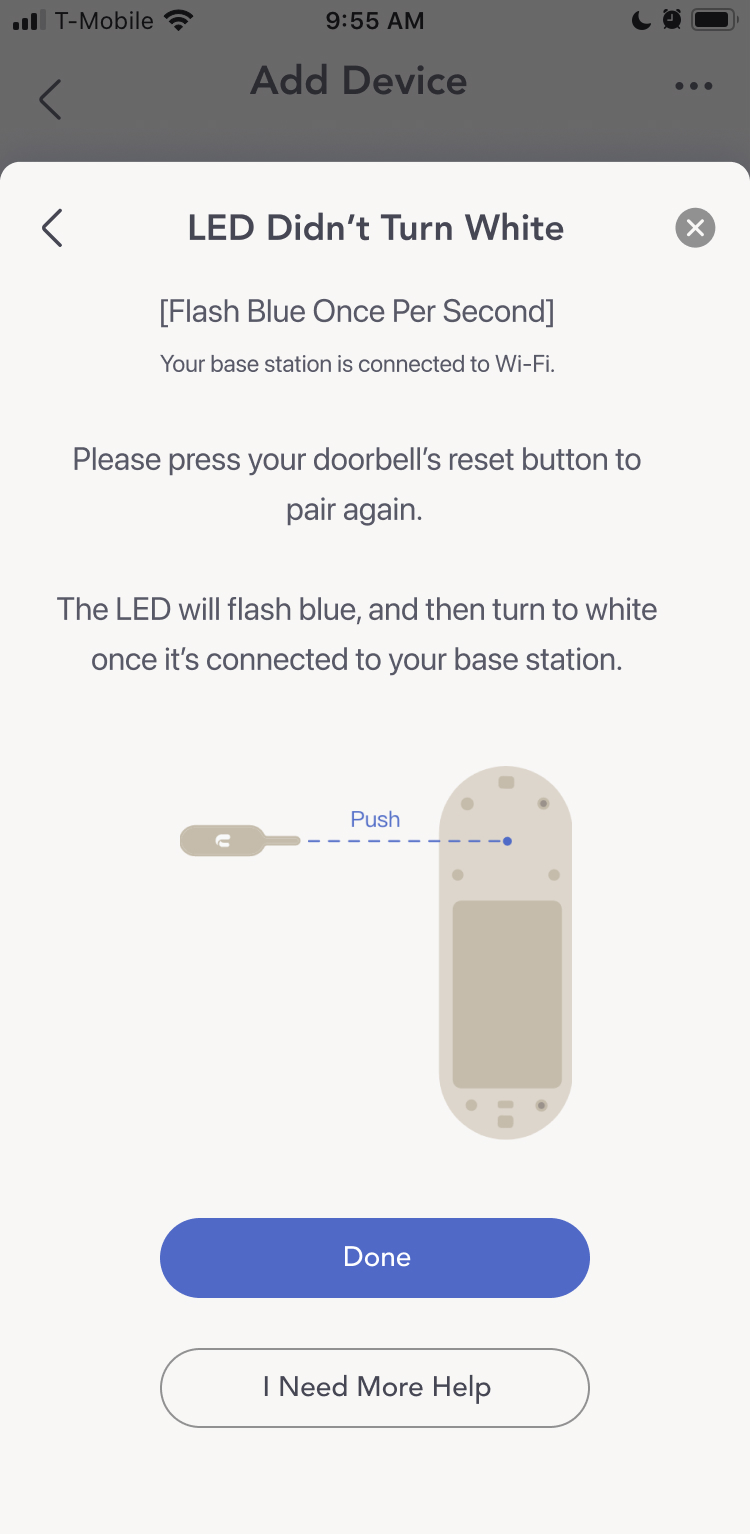 T-Mobile 9:55 AM
Add Device
LED Didn’t Turn White
[Flash Blue Once Per Second]
Your base station is connected to Wi-Fi.
Please press your doorbell’s reset button to
pair again.
The LED will flash blue, and then turn to white
once it’s connected to your base station.
Push
Done
I Need More Help